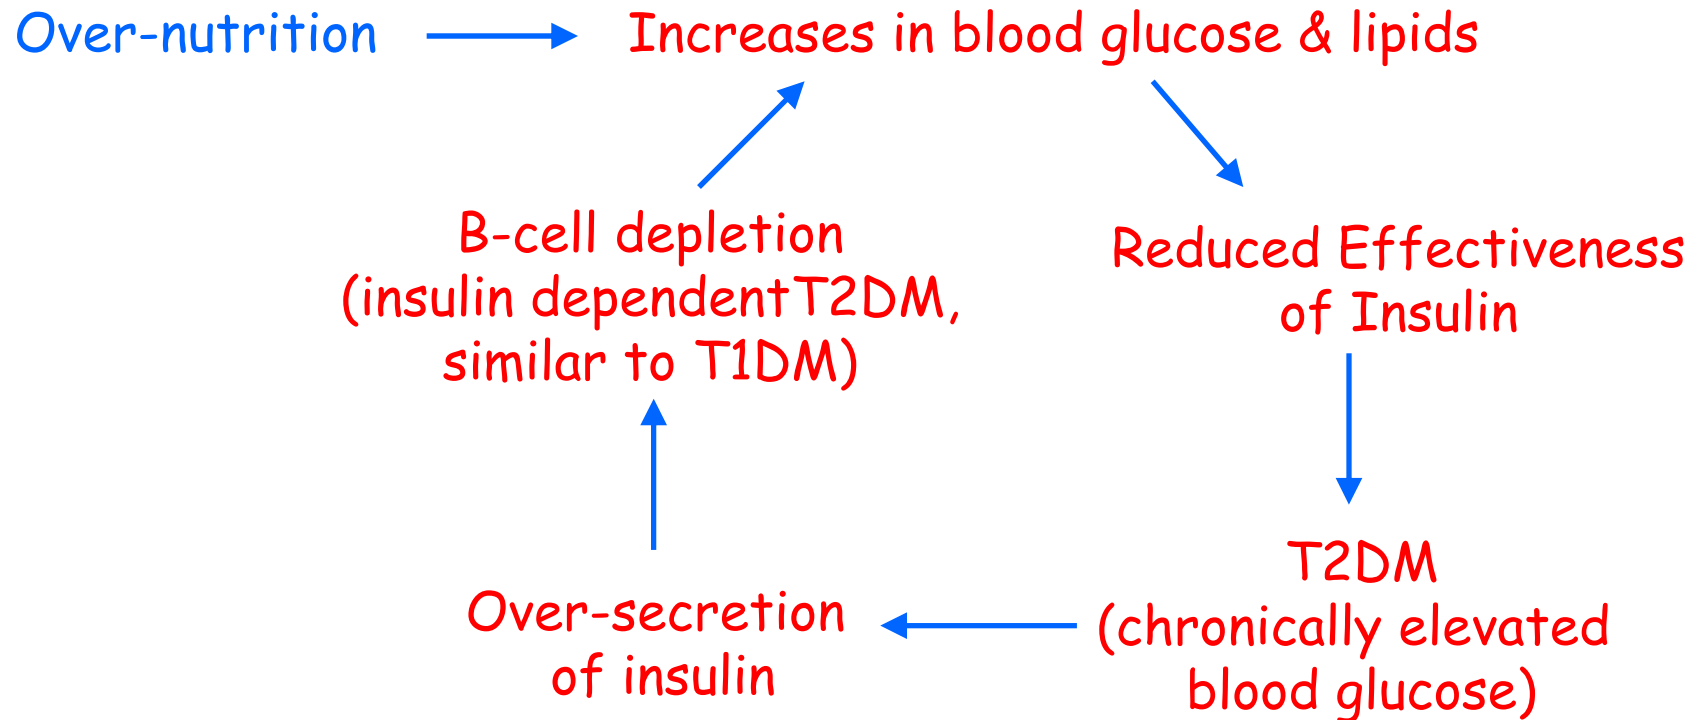 Over-nutrition
Increases in blood glucose & lipids
B-cell depletion
(insulin dependentT2DM,
similar to T1DM)
Reduced Effectiveness
of Insulin
T2DM
(chronically elevated
blood glucose)
Over-secretion
of insulin